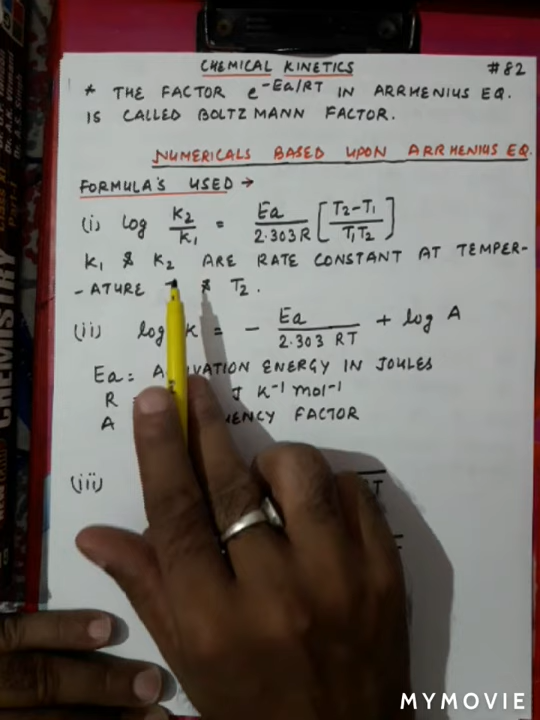 CHEMICAL KINETICS #82
* THE FACTOR e^-Ea/RT IN ARRHENIUS EQ.
IS CALLED BOLTZMANN FACTOR.
NUMERICALS BASED UPON ARRHENIUS EQ.
FORMULA'S USED →
(i) log K2/K1 = Ea/2.303R [T2-T1/T1T2]
K1 & K2 ARE RATE CONSTANT AT TEMPER-
-ATURE & T2.
(ii) log K = - Ea/2.303 RT + log A
Ea = ENERGY IN JOULES
R = J K^-1 mol^-1
A FACTOR
(iii)
CHEMISTRY
MYMOVIE